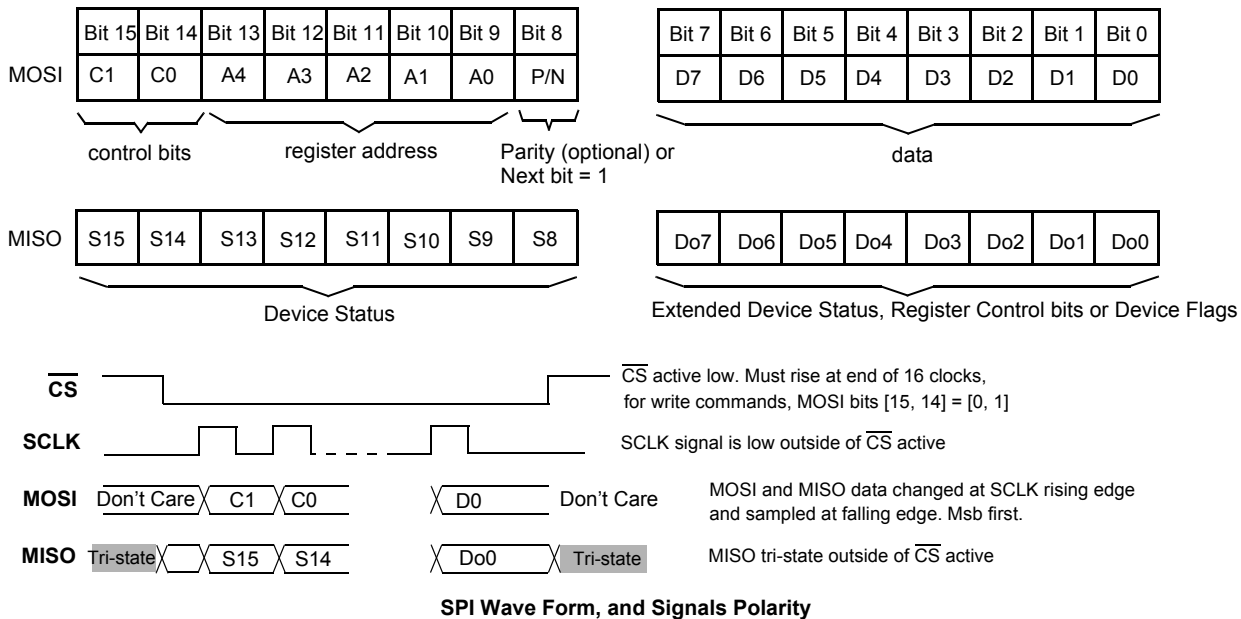 Bit 15 Bit 14 Bit 13 Bit 12 Bit 11 Bit 10 Bit 9 Bit 8 Bit 7 Bit 6 Bit 5 Bit 4 Bit 3 Bit 2 Bit 1 Bit 0
MOSI C1 C0 A4 A3 A2 A1 A0 P/N D7 D6 D5 D4 D3 D2 D1 D0
control bits register address Parity (optional) or data
Next bit = 1
MISO S15 S14 S13 S12 S11 S10 S9 S8 Do7 Do6 Do5 Do4 Do3 Do2 Do1 Do0
Device Status Extended Device Status, Register Control bits or Device Flags
CS CS active low. Must rise at end of 16 clocks,
for write commands, MOSI bits [15, 14] = [0, 1]
SCLK SCLK signal is low outside of CS active
MOSI Don't Care C1 C0 D0 Don't Care MOSI and MISO data changed at SCLK rising edge
and sampled at falling edge. Msb first.
MISO Tri-state S15 S14 Do0 Tri-state MISO tri-state outside of CS active
SPI Wave Form, and Signals Polarity